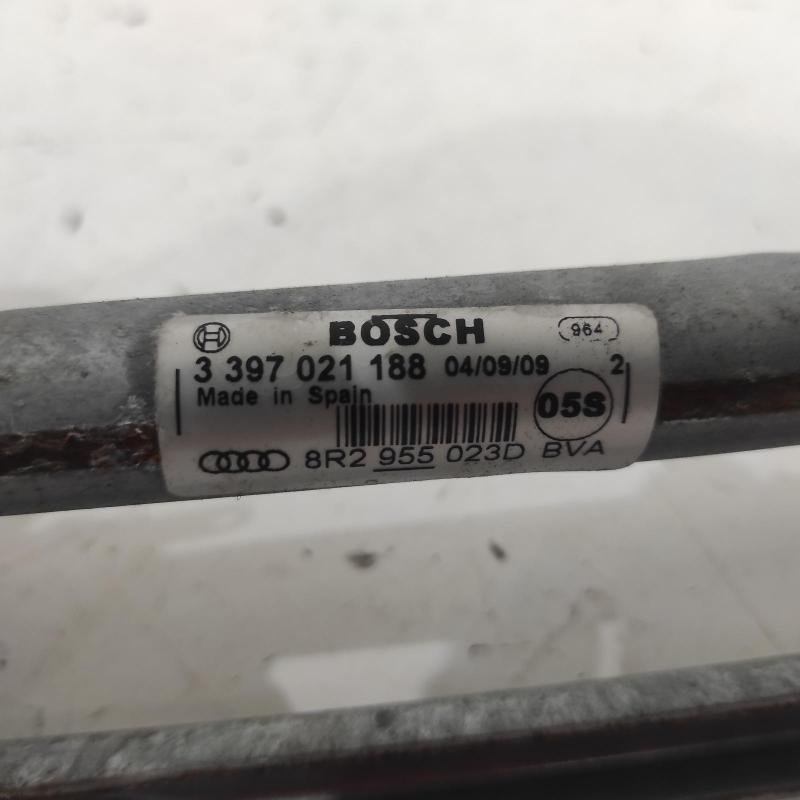 BOSCH 964
3 397 021 188 04/09/09 2
Made in Spain
05S
8R2 955 023D BVA